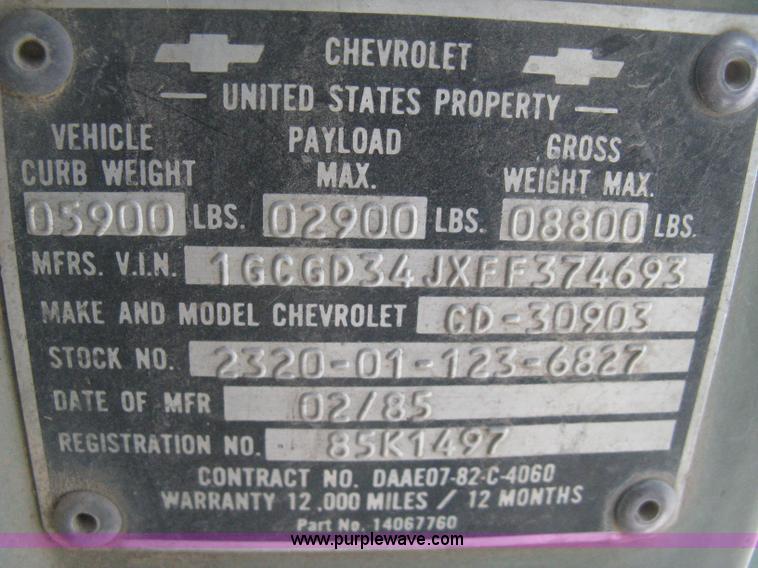 CHEVROLET
— UNITED STATES PROPERTY —
VEHICLE CURB WEIGHT
PAYLOAD MAX.
GROSS WEIGHT MAX.
05900 LBS. 02900 LBS. 08800 LBS.
MFRS. V.I.N. 1GCGD34JXFF374693
MAKE AND MODEL CHEVROLET CD-30903
STOCK NO. 2320-01-123-6827
DATE OF MFR 02/85
REGISTRATION NO. 85K1497
CONTRACT NO. DAAE07-82-C-4060
WARRANTY 12,000 MILES / 12 MONTHS
Part No. 14067760
www.purplewave.com